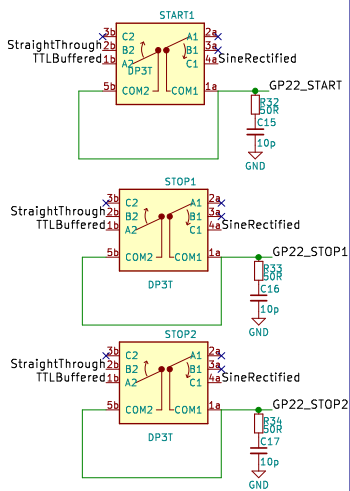 START1
3b C2 A1 2a
StraightThrough 2b B2 B1 3a
TTLBuffered 1b A2 C1 4a SineRectified
DP3T
5b COM2 COM1 1a GP22_START
R32
50R
C15
10p
GND
STOP1
3b C2 A1 2a
StraightThrough 2b B2 B1 3a
TTLBuffered 1b A2 C1 4a SineRectified
5b COM2 COM1 1a GP22_STOP1
R33
50R
C16
DP3T
10p
GND
STOP2
3b C2 A1 2a
StraightThrough 2b B2 B1 3a
TTLBuffered 1b A2 C1 4a SineRectified
5b COM2 COM1 1a GP22_STOP2
R34
50R
DP3T
C17
10p
GND